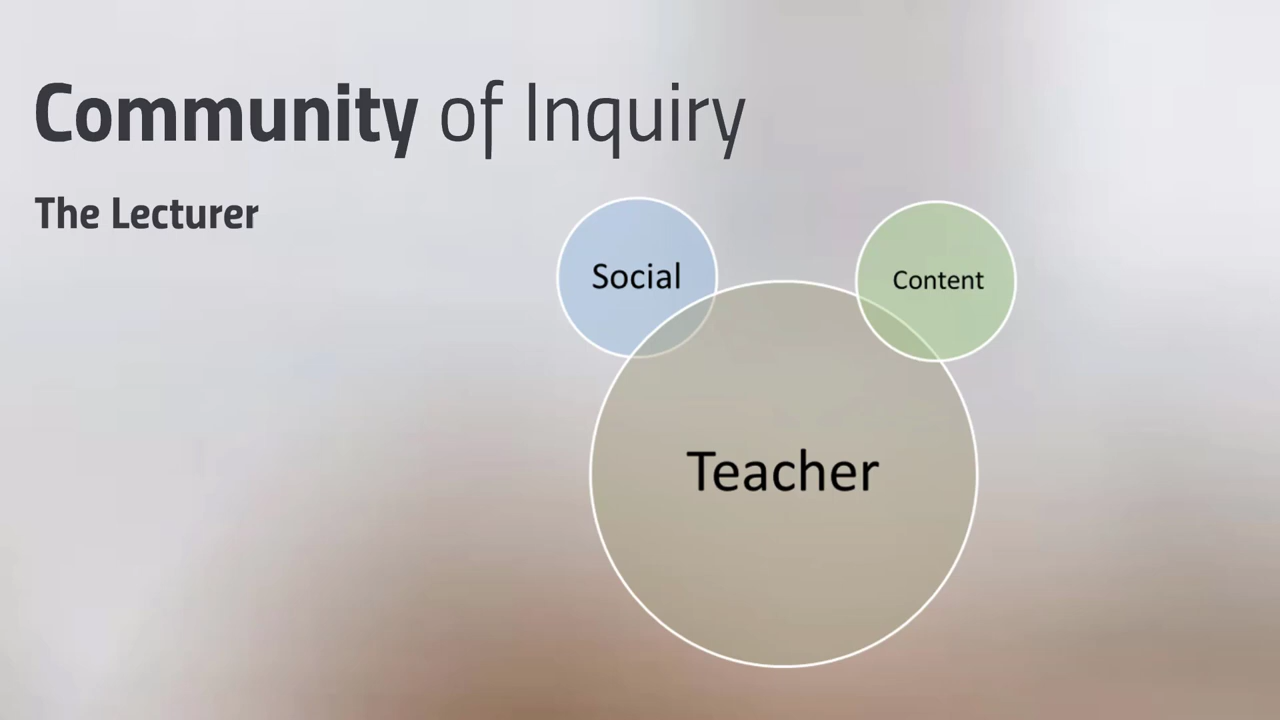 Community of Inquiry
The Lecturer
Social
Content
Teacher